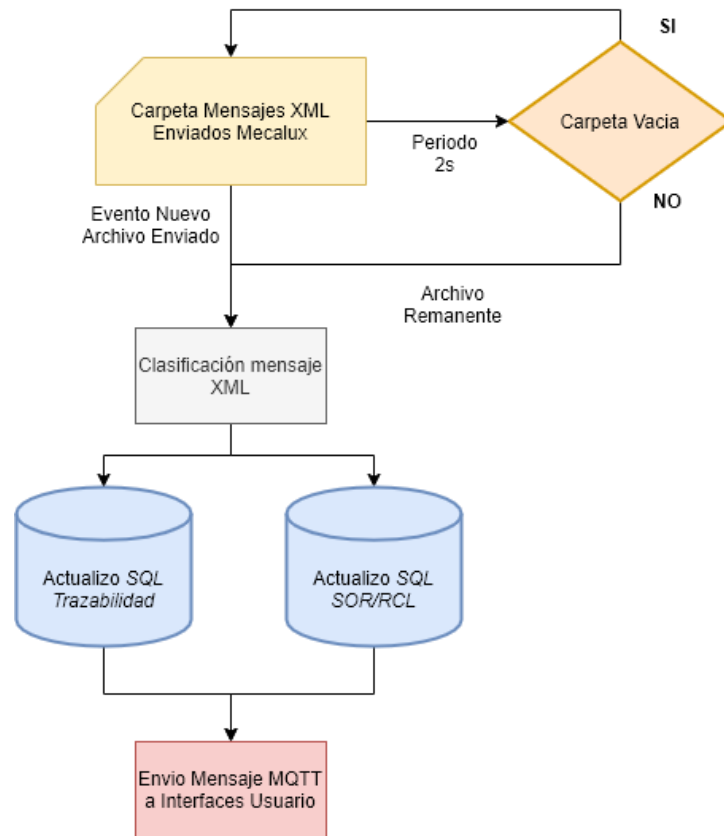 SI
Carpeta Mensajes XML
Enviados Mecalux
Carpeta Vacia
Periodo
2s
NO
Evento Nuevo
Archivo Enviado
Archivo
Remanente
Clasificación mensaje
XML
Actualizo SQL
Trazabilidad
Actualizo SQL
SOR/RCL
Envio Mensaje MQTT
a Interfaces Usuario